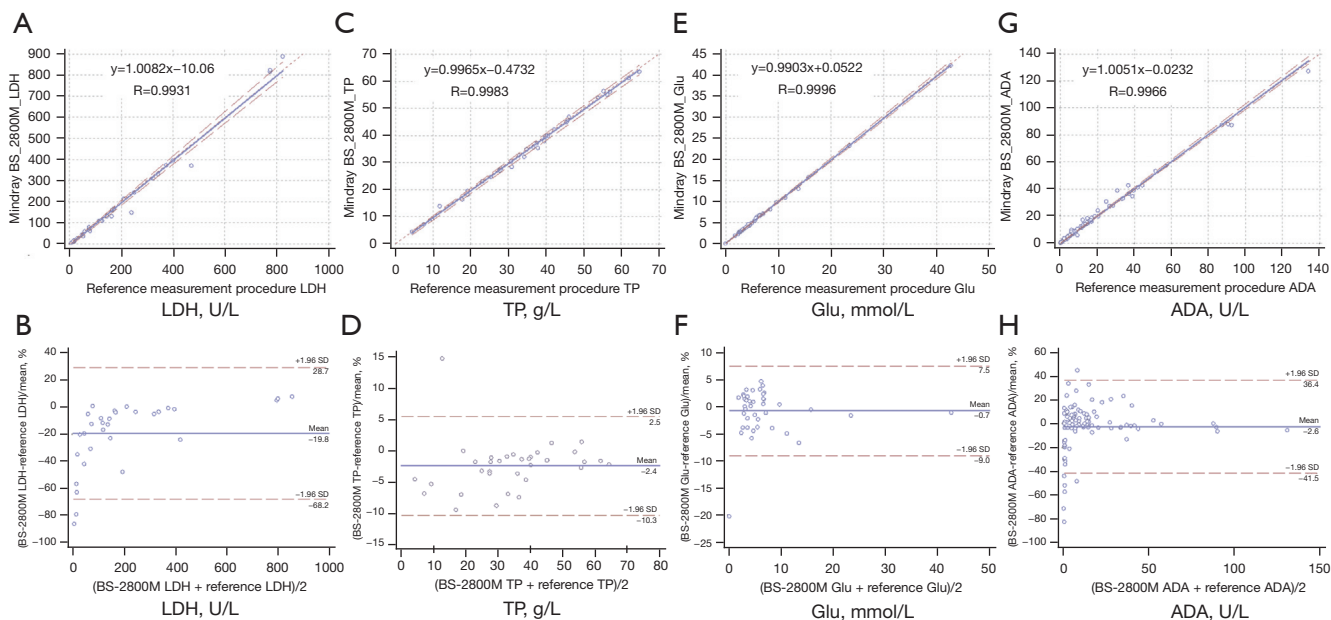 A
Mindray BS_2800M_LDH
900
800
700
600
500
400
300
200
100
0
y=1.0082x−10.06
R=0.9931
0 200 400 600 800 1000
Reference measurement procedure LDH
LDH, U/L
C
Mindray BS_2800M_TP
70
60
50
40
30
20
10
0
y=0.9965x−0.4732
R=0.9983
0 10 20 30 40 50 60 70
Reference measurement procedure TP
TP, g/L
E
Mindray BS_2800M_Glu
45
40
35
30
25
20
15
10
5
0
y=0.9903x+0.0522
R=0.9996
0 10 20 30 40 50
Reference measurement procedure Glu
Glu, mmol/L
G
Mindray BS_2800M_ADA
140
120
100
80
60
40
20
0
y=1.0051x−0.0232
R=0.9966
0 20 40 60 80 100 120 140
Reference measurement procedure ADA
ADA, U/L
B
(BS-2800M LDH-reference LDH)/mean, %
40
20
0
−20
−40
−60
−80
−100
+1.96 SD
28.7
Mean
−19.8
−1.96 SD
−68.2
0 200 400 600 800 1000
(BS-2800M LDH + reference LDH)/2
LDH, U/L
D
(BS-2800M TP-reference TP)/mean, %
15
10
5
0
−5
−10
−15
+1.96 SD
2.5
Mean
−2.4
−1.96 SD
−10.3
0 10 20 30 40 50 60 70 80
(BS-2800M TP + reference TP)/2
TP, g/L
F
(BS-2800M Glu-reference Glu)/mean, %
10
5
0
−5
−10
−15
−20
−25
+1.96 SD
7.5
Mean
−0.7
−1.96 SD
−9.0
0 10 20 30 40 50
(BS-2800M Glu + reference Glu)/2
Glu, mmol/L
H
(BS-2800M ADA-reference ADA)/mean, %
60
40
20
0
−20
−40
−60
−80
−100
+1.96 SD
36.4
Mean
−2.6
−1.96 SD
−41.5
0 50 100 150
(BS-2800M ADA + reference ADA)/2
ADA, U/L